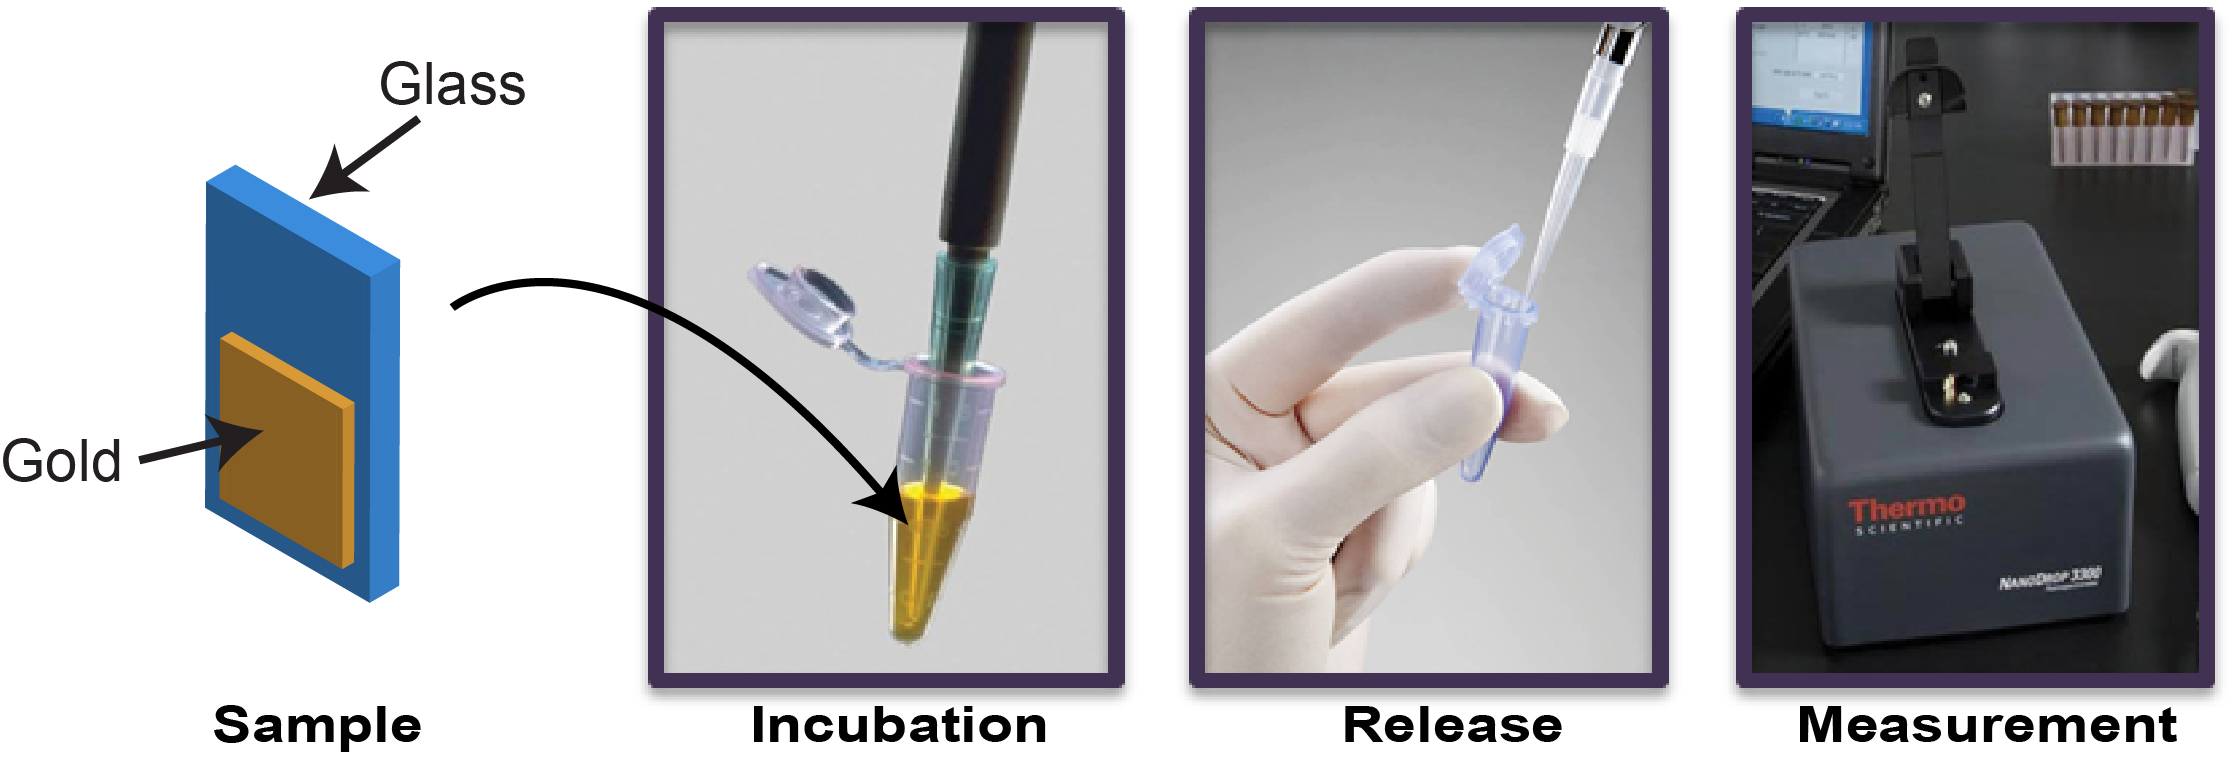 Glass
Gold
Thermo
SCIENTIFIC
NANODROP 3300
Sample
Incubation
Release
Measurement